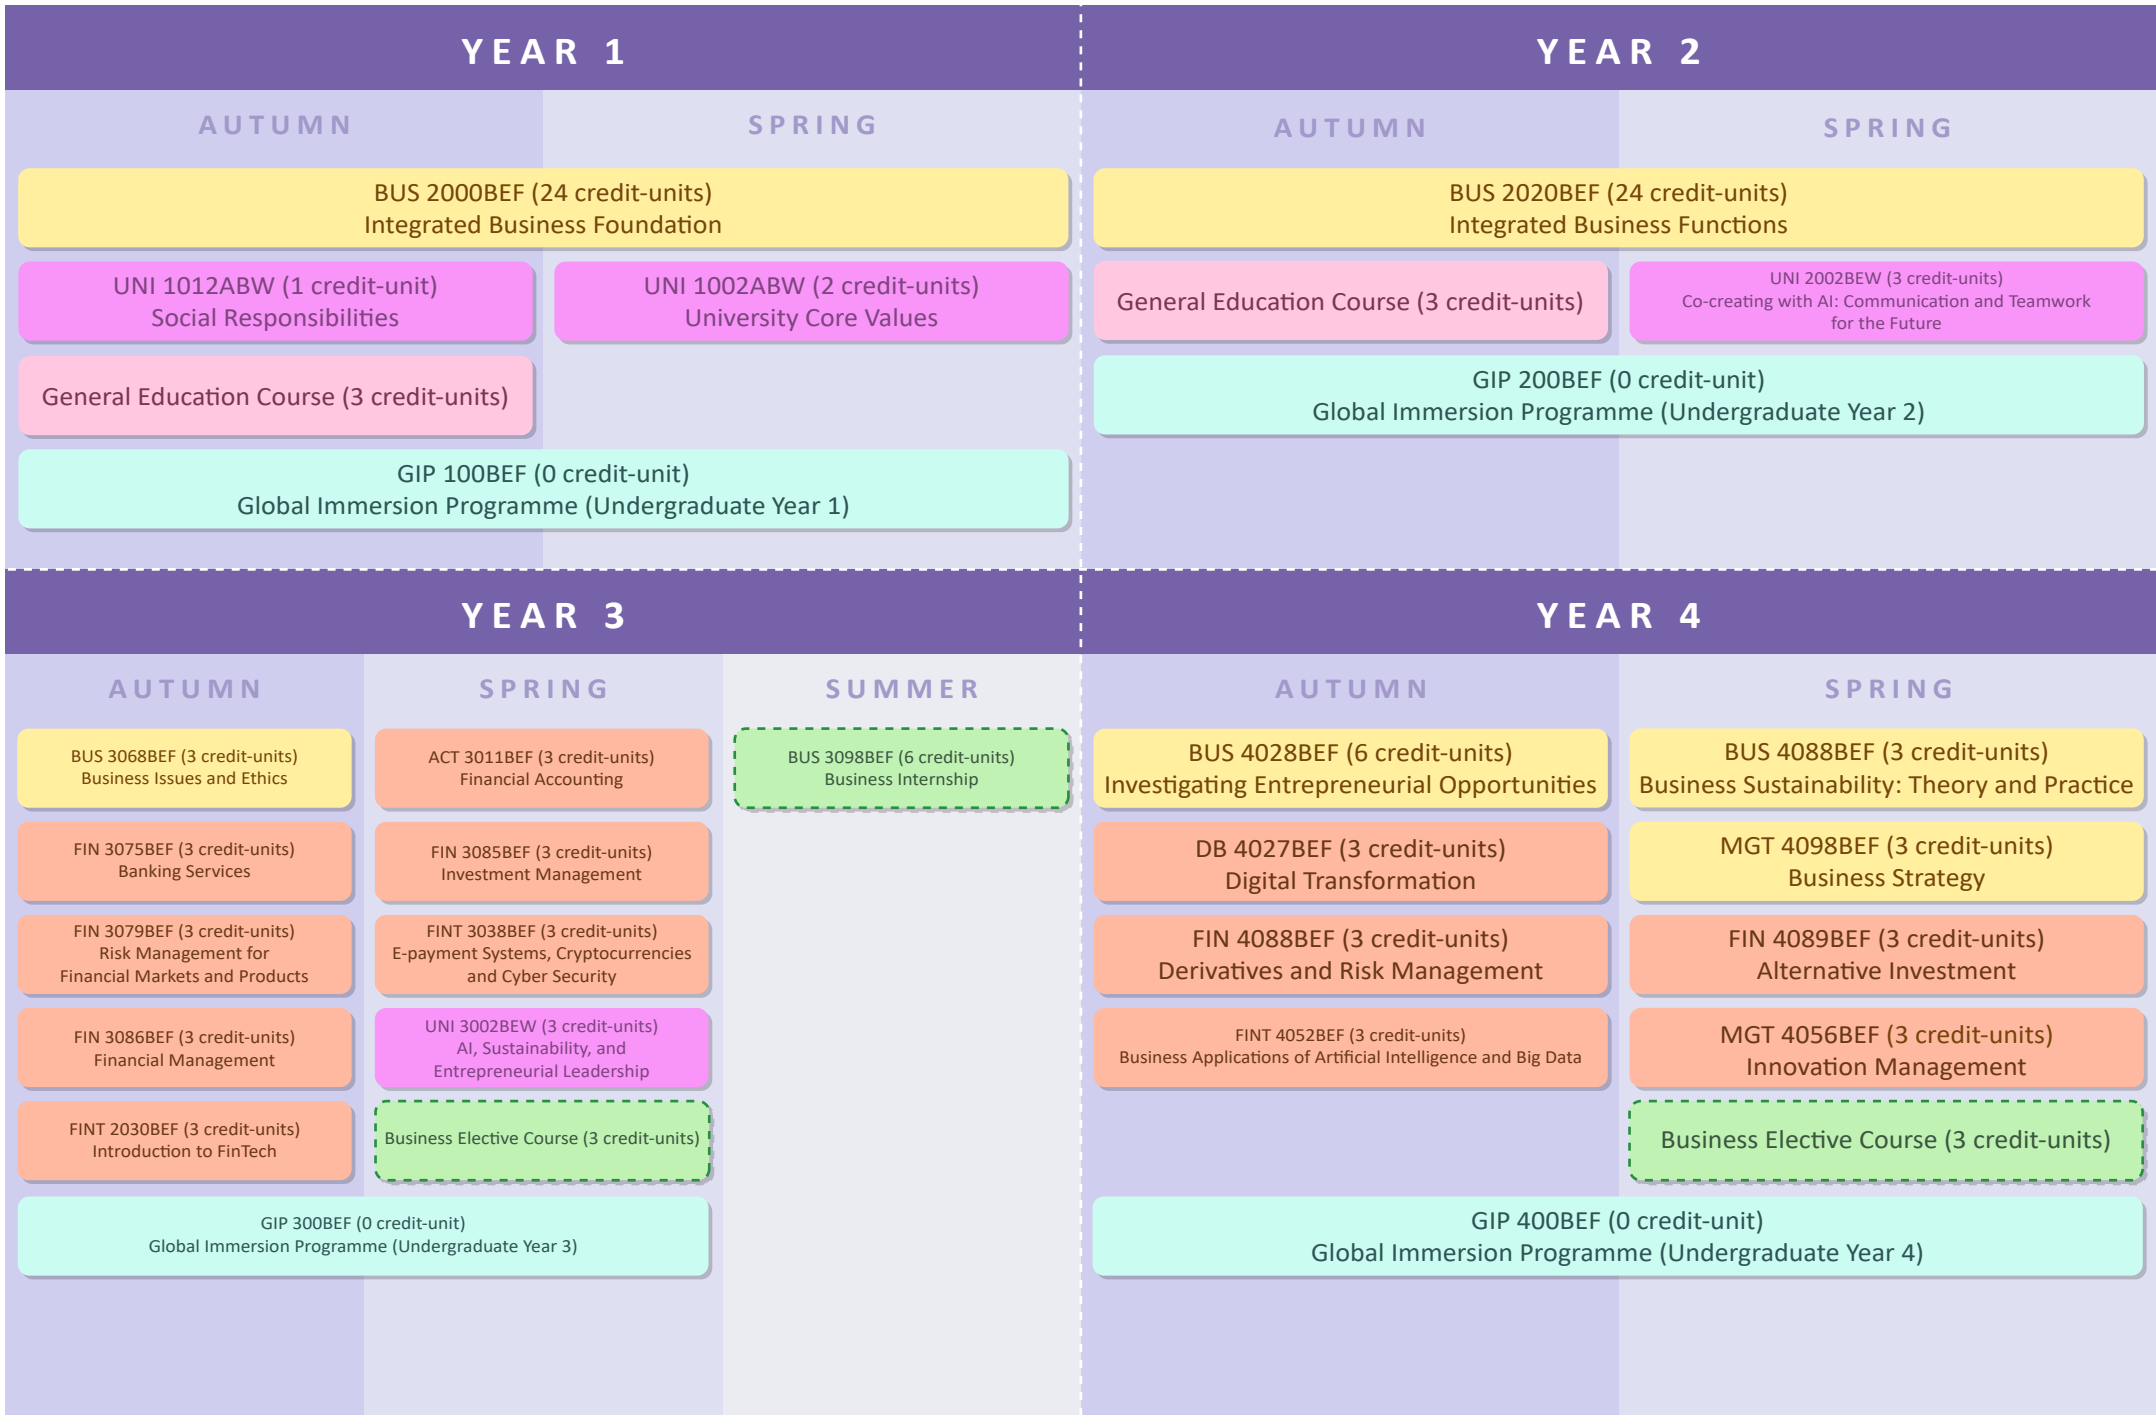 YEAR 1
AUTUMN
SPRING
BUS 2000BEF (24 credit-units)
Integrated Business Foundation
UNI 1012ABW (1 credit-unit)
Social Responsibilities
UNI 1002ABW (2 credit-units)
University Core Values
General Education Course (3 credit-units)
GIP 100BEF (0 credit-unit)
Global Immersion Programme (Undergraduate Year 1)
YEAR 2
AUTUMN
SPRING
BUS 2020BEF (24 credit-units)
Integrated Business Functions
General Education Course (3 credit-units)
UNI 2002BEW (3 credit-units)
Co-creating with AI: Communication and Teamwork
for the Future
GIP 200BEF (0 credit-unit)
Global Immersion Programme (Undergraduate Year 2)
YEAR 3
AUTUMN
SPRING
SUMMER
BUS 3068BEF (3 credit-units)
Business Issues and Ethics
FIN 3075BEF (3 credit-units)
Banking Services
FIN 3079BEF (3 credit-units)
Risk Management for
Financial Markets and Products
FIN 3086BEF (3 credit-units)
Financial Management
FINT 2030BEF (3 credit-units)
Introduction to FinTech
ACT 3011BEF (3 credit-units)
Financial Accounting
FIN 3085BEF (3 credit-units)
Investment Management
FINT 3038BEF (3 credit-units)
E-payment Systems, Cryptocurrencies
and Cyber Security
UNI 3002BEW (3 credit-units)
AI, Sustainability, and
Entrepreneurial Leadership
Business Elective Course (3 credit-units)
BUS 3098BEF (6 credit-units)
Business Internship
GIP 300BEF (0 credit-unit)
Global Immersion Programme (Undergraduate Year 3)
YEAR 4
AUTUMN
SPRING
BUS 4028BEF (6 credit-units)
Investigating Entrepreneurial Opportunities
DB 4027BEF (3 credit-units)
Digital Transformation
FIN 4088BEF (3 credit-units)
Derivatives and Risk Management
FINT 4052BEF (3 credit-units)
Business Applications of Artificial Intelligence and Big Data
BUS 4088BEF (3 credit-units)
Business Sustainability: Theory and Practice
MGT 4098BEF (3 credit-units)
Business Strategy
FIN 4089BEF (3 credit-units)
Alternative Investment
MGT 4056BEF (3 credit-units)
Innovation Management
Business Elective Course (3 credit-units)
GIP 400BEF (0 credit-unit)
Global Immersion Programme (Undergraduate Year 4)